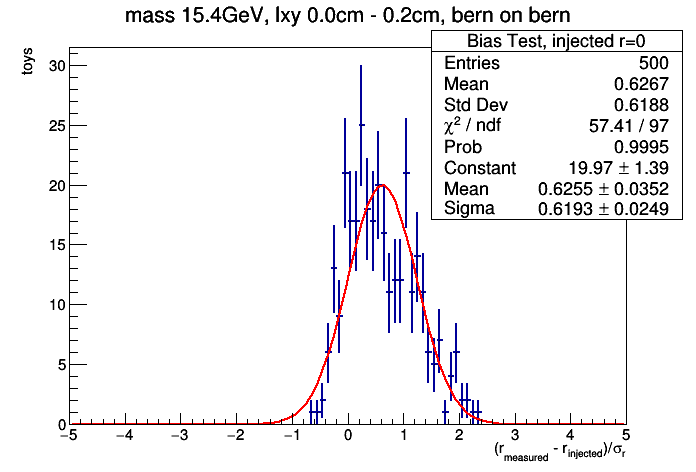 mass 15.4GeV, lxy 0.0cm - 0.2cm, bern on bern
Bias Test, injected r=0
Entries 500
Mean 0.6267
Std Dev 0.6188
χ² / ndf 57.41 / 97
Prob 0.9995
Constant 19.97 ± 1.39
Mean 0.6255 ± 0.0352
Sigma 0.6193 ± 0.0249
toys
30
25
20
15
10
5
0
−5 −4 −3 −2 −1 0 1 2 3 4 5
(r_measured - r_injected)/σ_r